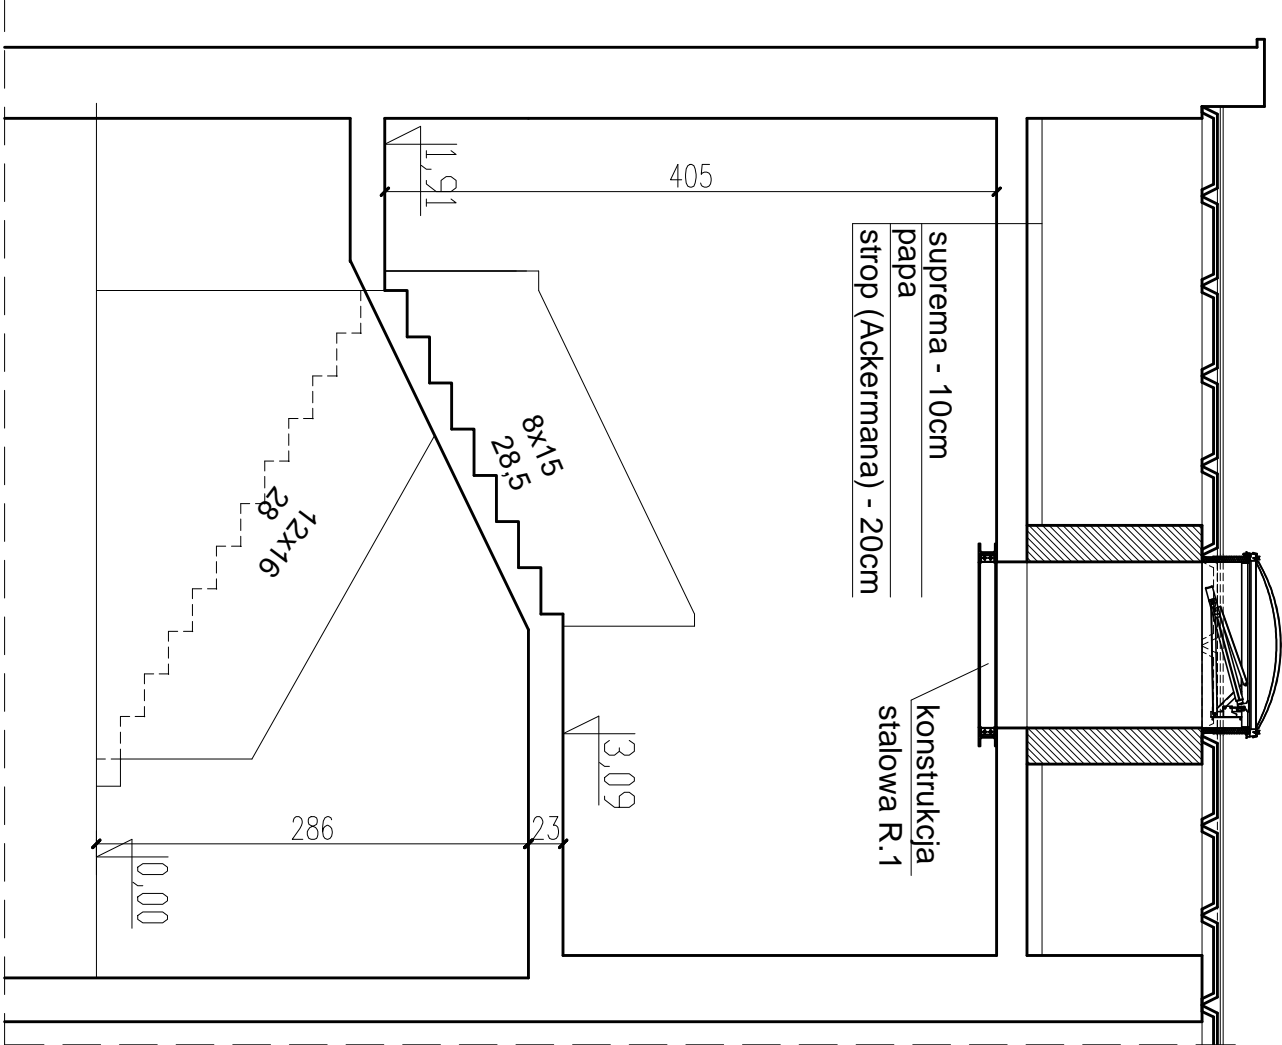 1,91
405
suprema - 10cm
papa
strop (Ackermana) - 20cm
8x15
28,5
12x16
28
konstrukcja
stalowa R.1
3,09
286
23
0,00